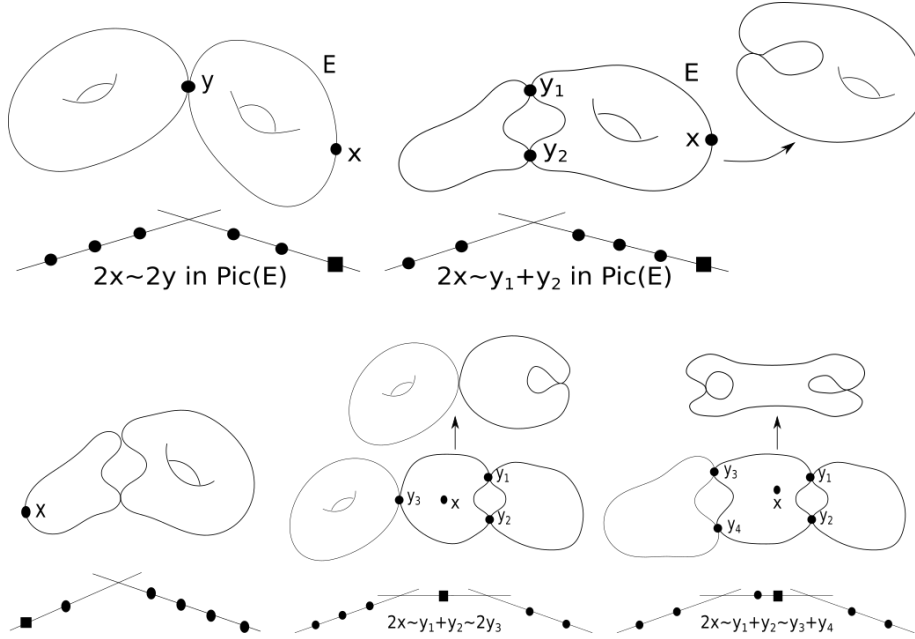 E
y
x
2x~2y in Pic(E)
E
y₁
y₂
x
2x~y₁+y₂ in Pic(E)
x
y₁
y₃
x
y₂
2x~y₁+y₂~2y₃
y₃
y₁
x
y₄
y₂
2x~y₁+y₂~y₃+y₄